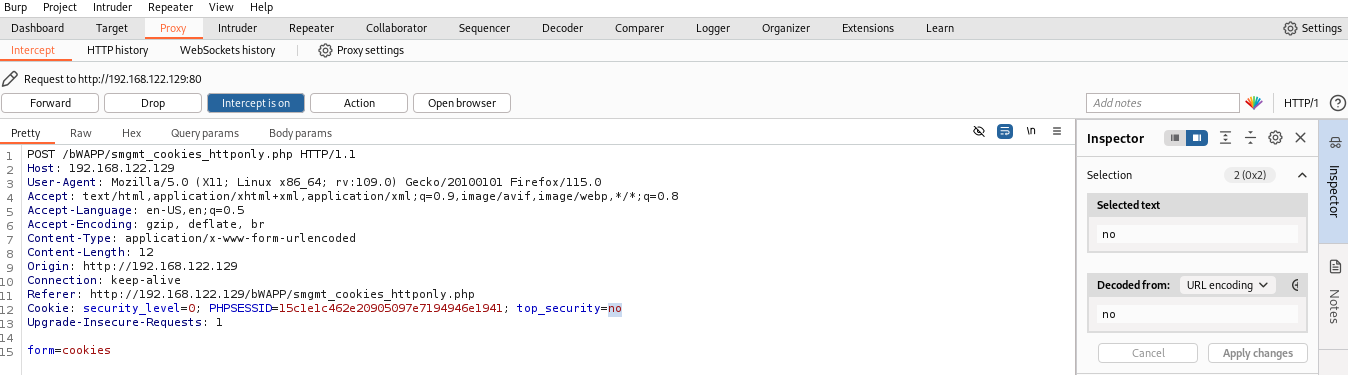 Burp Project Intruder Repeater View Help
Dashboard Target Proxy Intruder Repeater Collaborator Sequencer Decoder Comparer Logger Organizer Extensions Learn Settings
Intercept HTTP history WebSockets history Proxy settings
Request to http://192.168.122.129:80
Forward Drop Intercept is on Action Open browser Add notes HTTP/1
Pretty Raw Hex Query params Body params \n
Inspector
1 POST /bWAPP/smgmt_cookies_httponly.php HTTP/1.1
2 Host: 192.168.122.129
3 User-Agent: Mozilla/5.0 (X11; Linux x86_64; rv:109.0) Gecko/20100101 Firefox/115.0
4 Accept: text/html,application/xhtml+xml,application/xml;q=0.9,image/avif,image/webp,*/*;q=0.8
5 Accept-Language: en-US,en;q=0.5
6 Accept-Encoding: gzip, deflate, br
7 Content-Type: application/x-www-form-urlencoded
8 Content-Length: 12
9 Origin: http://192.168.122.129
10 Connection: keep-alive
11 Referer: http://192.168.122.129/bWAPP/smgmt_cookies_httponly.php
12 Cookie: security_level=0; PHPSESSID=15c1e1c462e20905097e7194946e1941; top_security=no
13 Upgrade-Insecure-Requests: 1
14
15 form=cookies
Selection 2 (0x2)
Selected text
no
Decoded from: URL encoding
no
Cancel Apply changes
Inspector
Notes